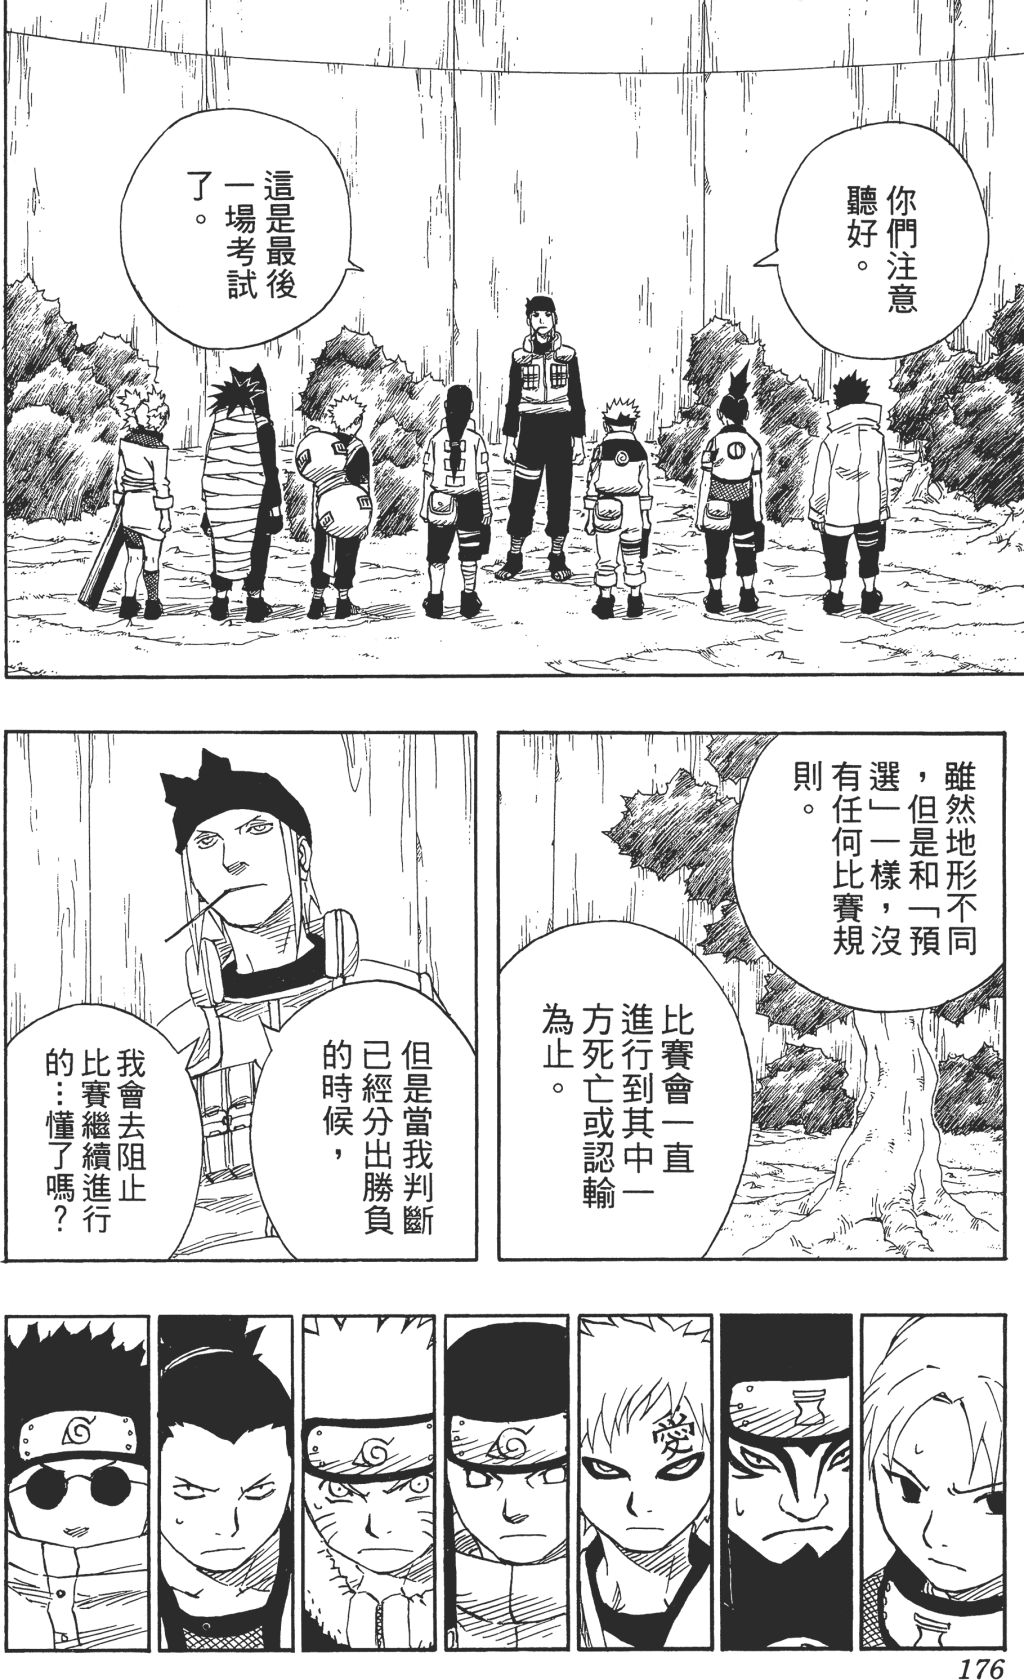 你們注意
聽好。
這是最後
一場考試
了。
雖然地形不同
，但是和「預
選」一樣，沒
有任何比賽規
則。
比賽會一直
進行到其中一
方死亡或認輸
為止。
但是當我判斷
已經分出勝負
的時候，
我會去阻止
比賽繼續進行
的…懂了嗎？
愛
176